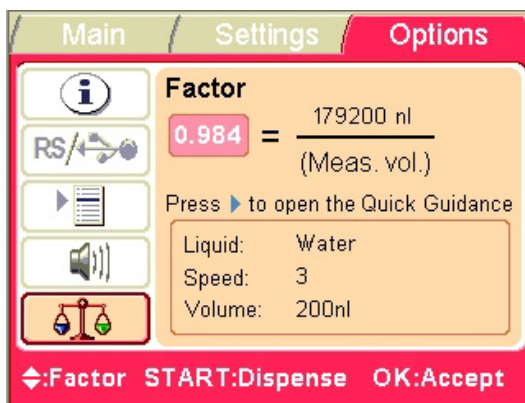 Main Settings Options
Factor
0.984 = 179200 nl
(Meas. vol.)
RS/
Press to open the Quick Guidance
Liquid: Water
Speed: 3
Volume: 200nl
:Factor START:Dispense OK:Accept